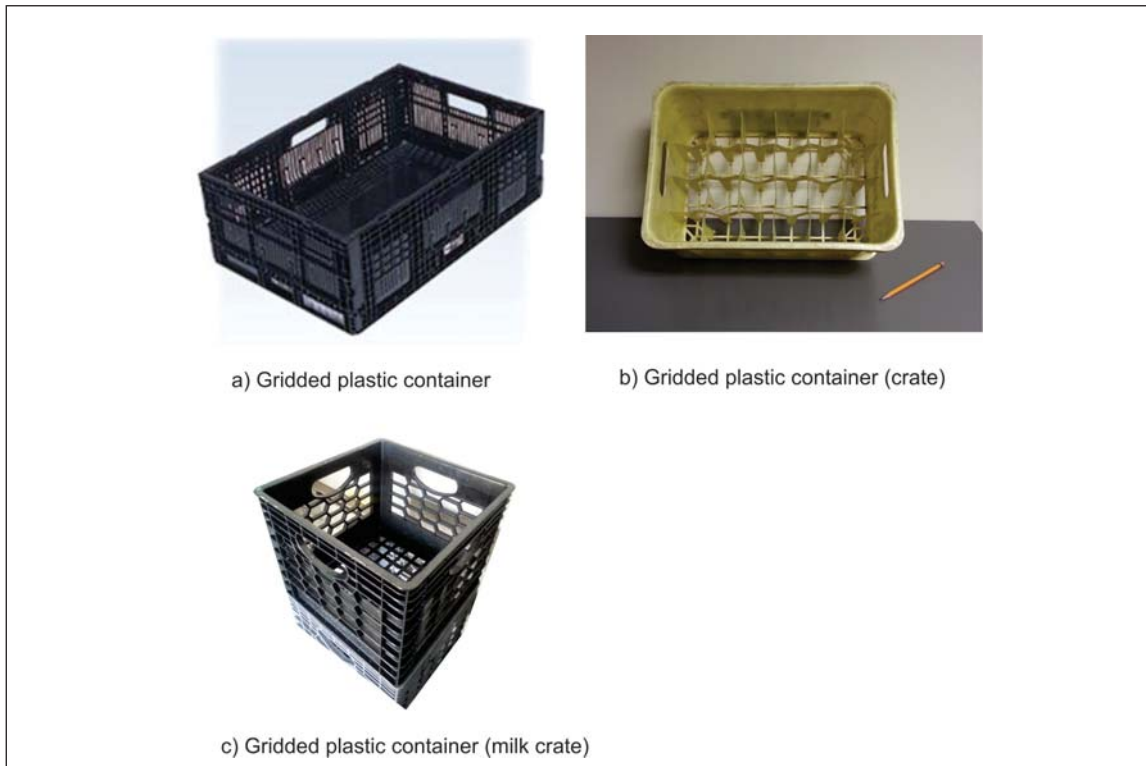 a) Gridded plastic container
b) Gridded plastic container (crate)
c) Gridded plastic container (milk crate)